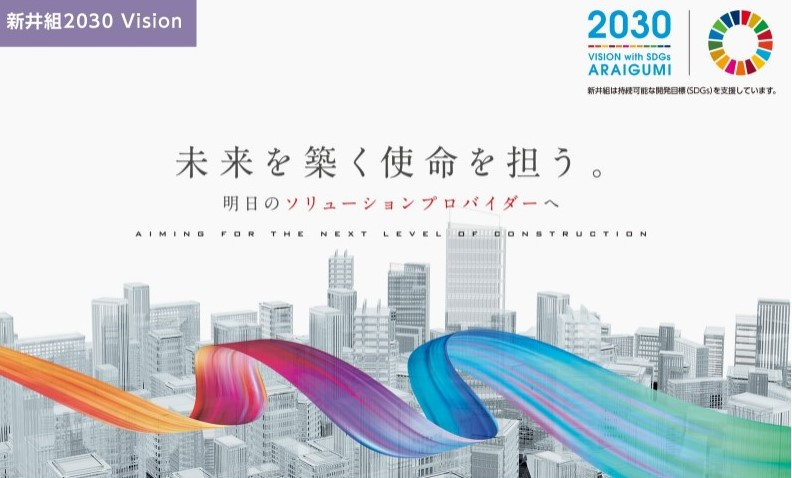 新井組2030 Vision
2030
VISION with SDGs
ARAIGUMI
新井組は持続可能な開発目標(SDGs)を支援しています。
未来を築く使命を担う。
明日のソリューションプロバイダーへ
AIMING FOR THE NEXT LEVEL OF CONSTRUCTION